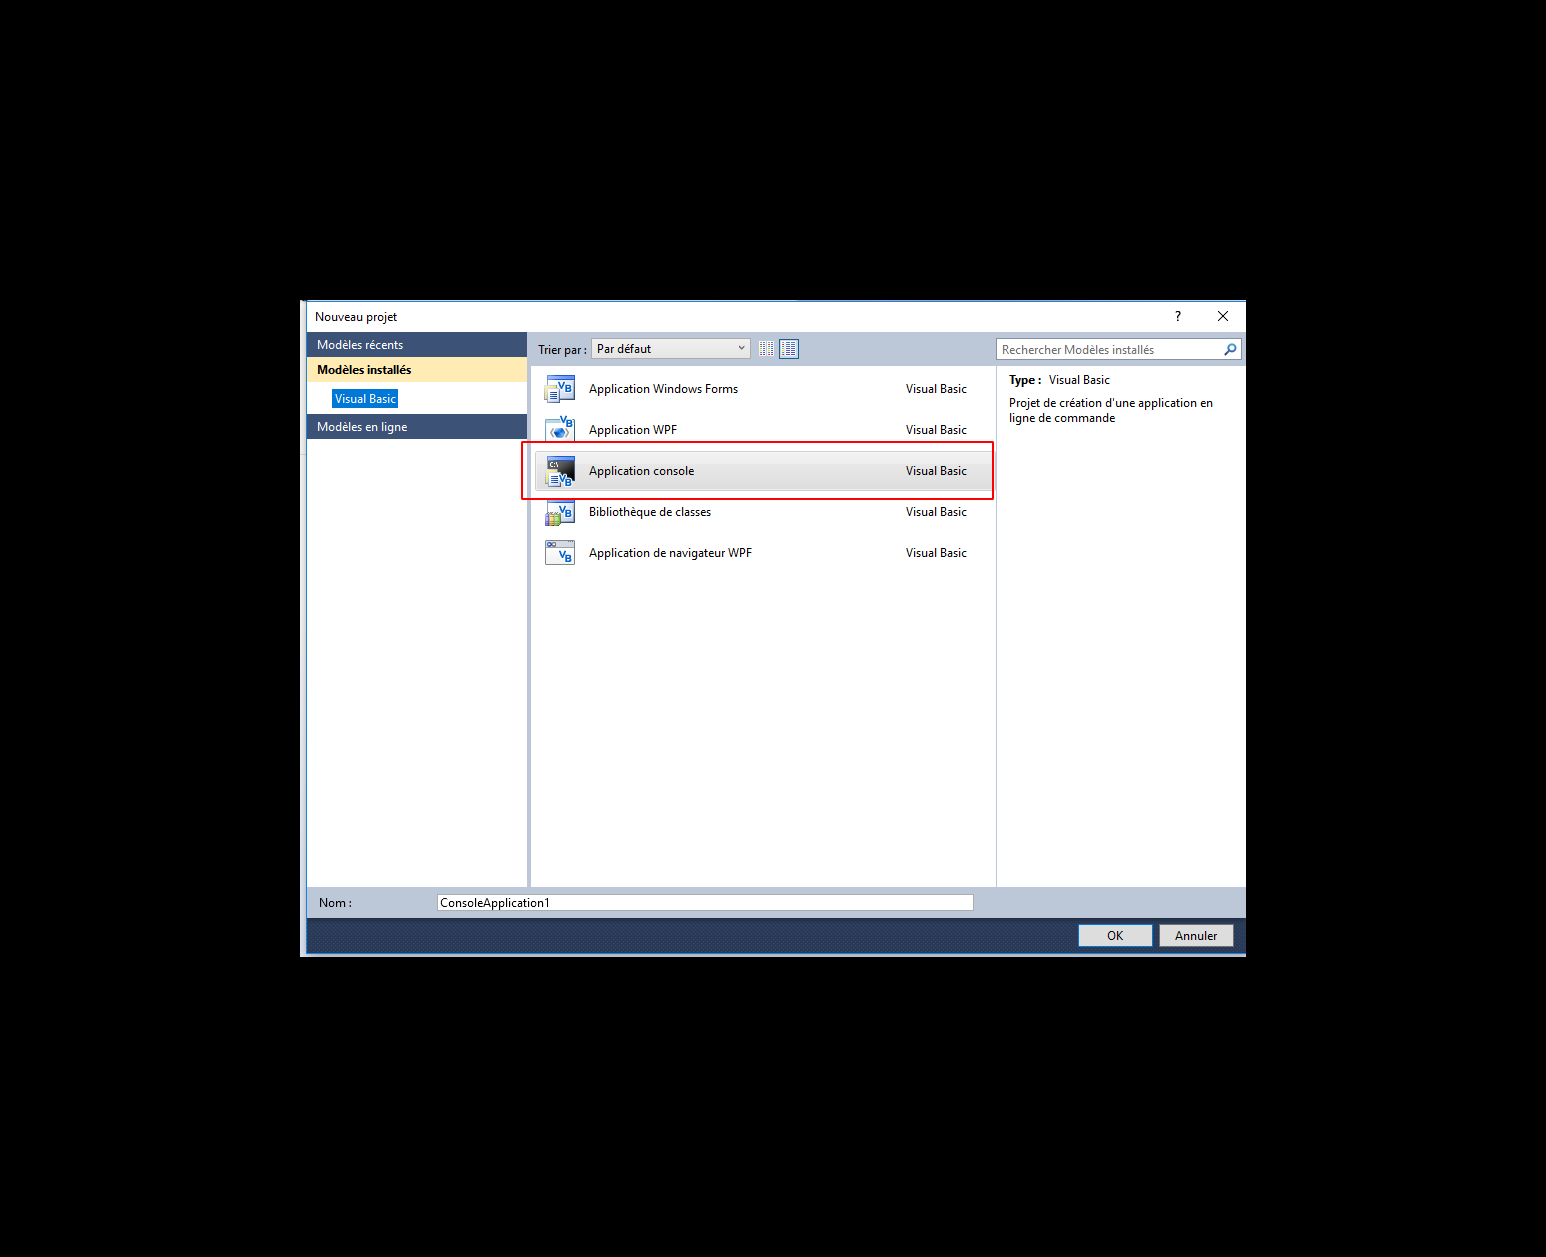 Nouveau projet
?
Modèles récents
Modèles installés
Visual Basic
Modèles en ligne
Trier par : Par défaut
Rechercher Modèles installés
Application Windows Forms Visual Basic
Application WPF Visual Basic
Application console Visual Basic
Bibliothèque de classes Visual Basic
Application de navigateur WPF Visual Basic
Type : Visual Basic
Projet de création d'une application en
ligne de commande
Nom : ConsoleApplication1
OK Annuler